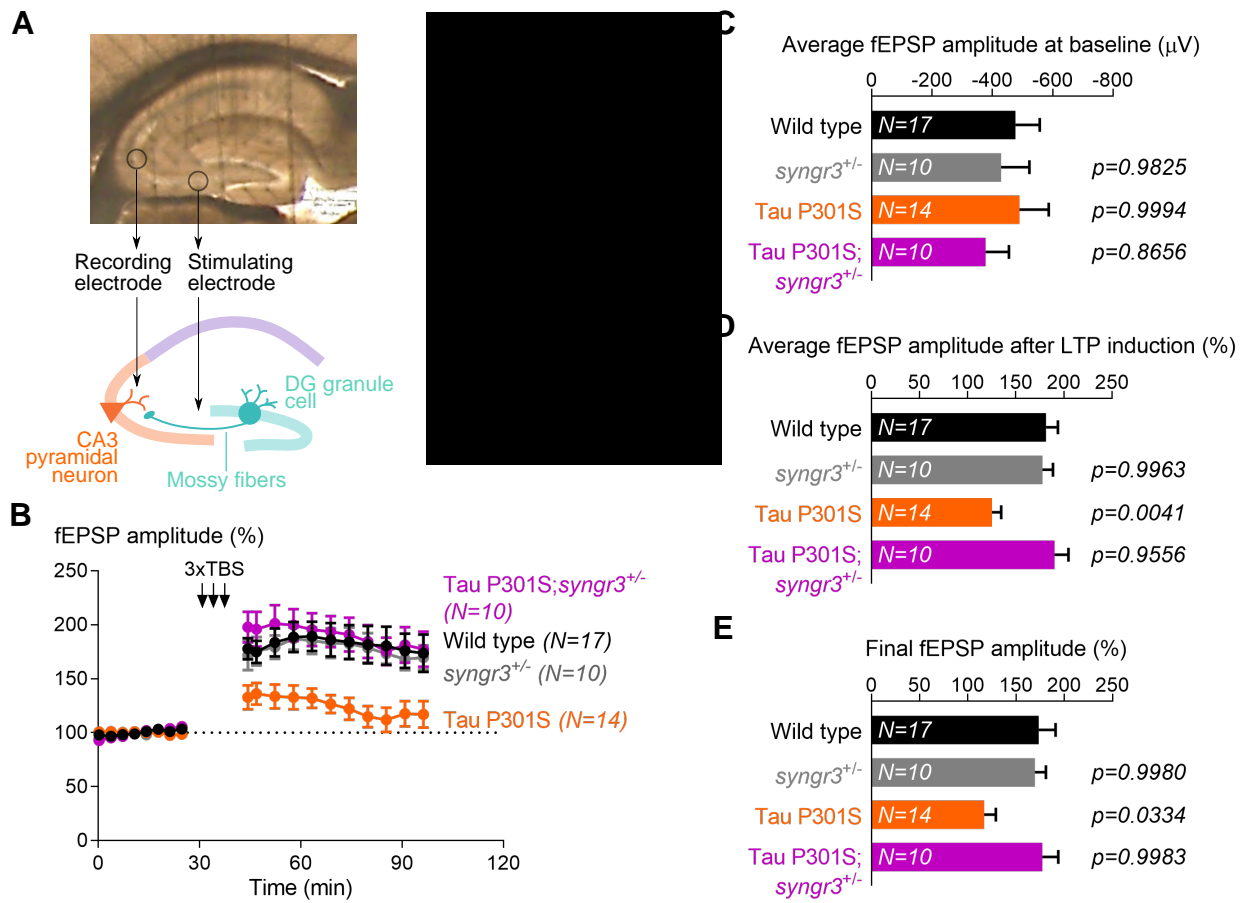 A
Recording
electrode
Stimulating
electrode
DG granule
cell
CA3
pyramidal
neuron
Mossy fibers
B
fEPSP amplitude (%)
250
200
150
100
50
0
3xTBS
Tau P301S;syngr3+/-
(N=10)
Wild type (N=17)
syngr3+/- (N=10)
Tau P301S (N=14)
0
30
60
90
120
Time (min)
C
Average fEPSP amplitude at baseline (μV)
0 -200 -400 -600 -800
Wild type N=17
syngr3+/- N=10 p=0.9825
Tau P301S N=14 p=0.9994
Tau P301S; N=10 p=0.8656
syngr3+/-
D
Average fEPSP amplitude after LTP induction (%)
0 50 100 150 200 250
Wild type N=17
syngr3+/- N=10 p=0.9963
Tau P301S N=14 p=0.0041
Tau P301S; N=10 p=0.9556
syngr3+/-
E
Final fEPSP amplitude (%)
0 50 100 150 200 250
Wild type N=17
syngr3+/- N=10 p=0.9980
Tau P301S N=14 p=0.0334
Tau P301S; N=10 p=0.9983
syngr3+/-